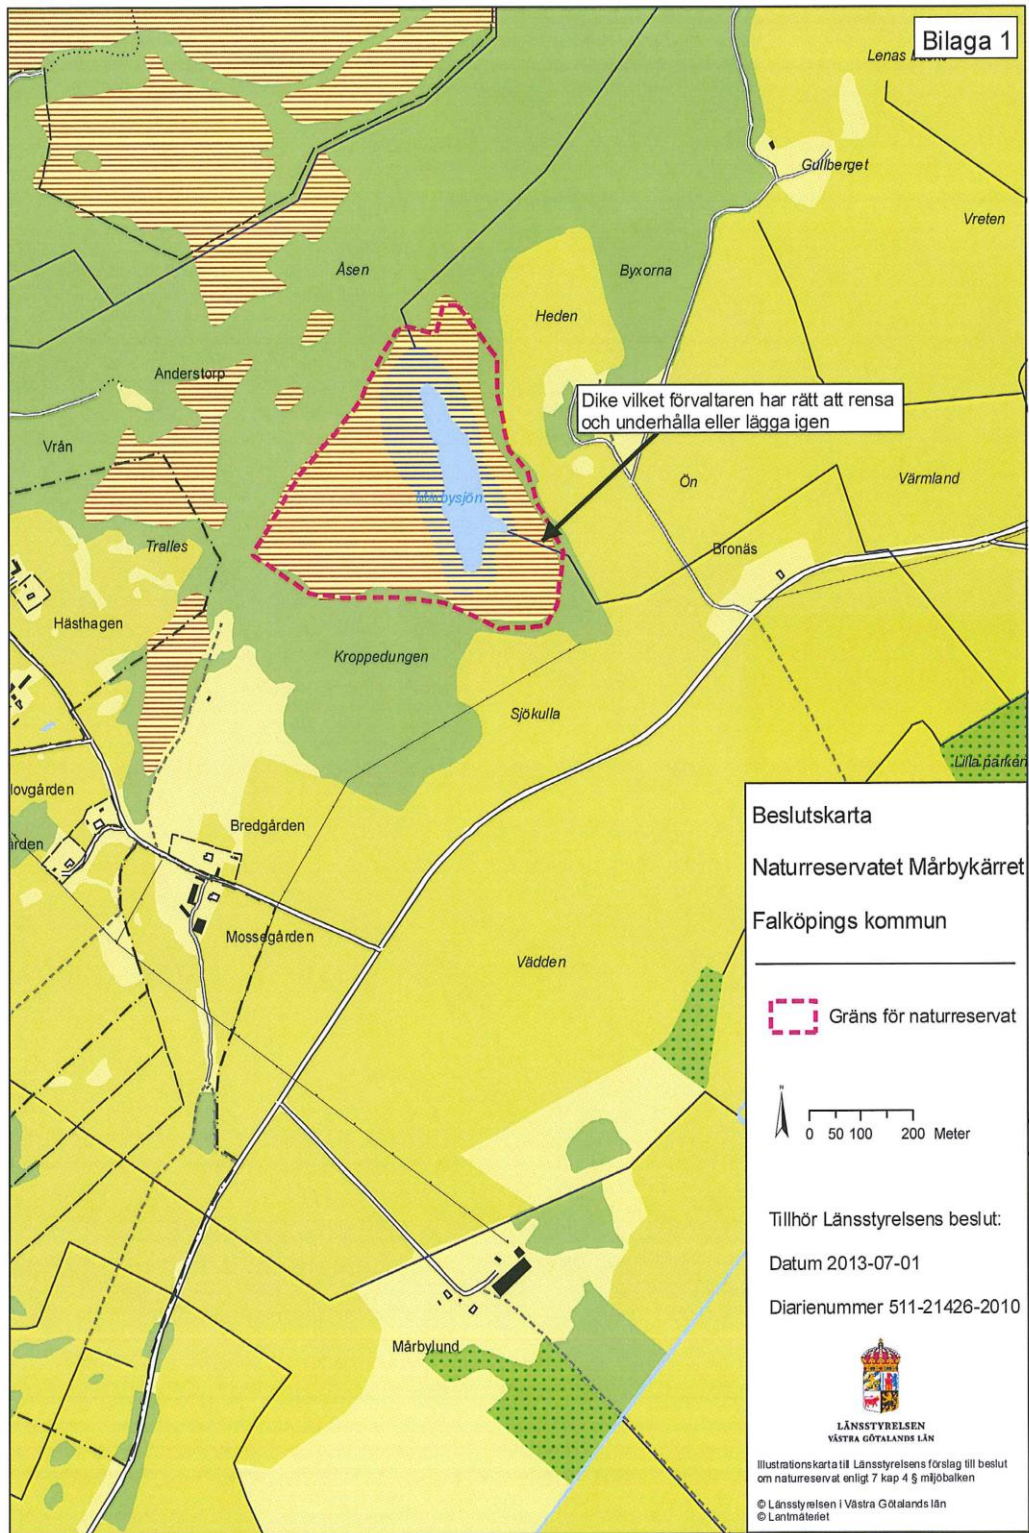 Bilaga 1
Lenas
Gullberget
Vreten
Åsen
Byxorna
Heden
Anderstorp
Dike vilket förvaltaren har rätt att rensa
och underhålla eller lägga igen
Vrån
Ön
Värmland
Mårbysjön
Tralles
Bronäs
Hästhagen
Kroppedungen
Sjökulla
Lilla parken
lovgården
Bredgården
ården
Mossegården
Vädden
Mårbylund
Beslutskarta
Naturreservatet Mårbykärret
Falköpings kommun
Gräns för naturreservat
N
0 50 100 200 Meter
Tillhör Länsstyrelsens beslut:
Datum 2013-07-01
Diarienummer 511-21426-2010
LÄNSSTYRELSEN
VÄSTRA GÖTALANDS LÄN
Illustrationskarta till Länsstyrelsens förslag till beslut
om naturreservat enligt 7 kap 4 § miljöbalken
© Länsstyrelsen i Västra Götalands län
© Lantmäteriet